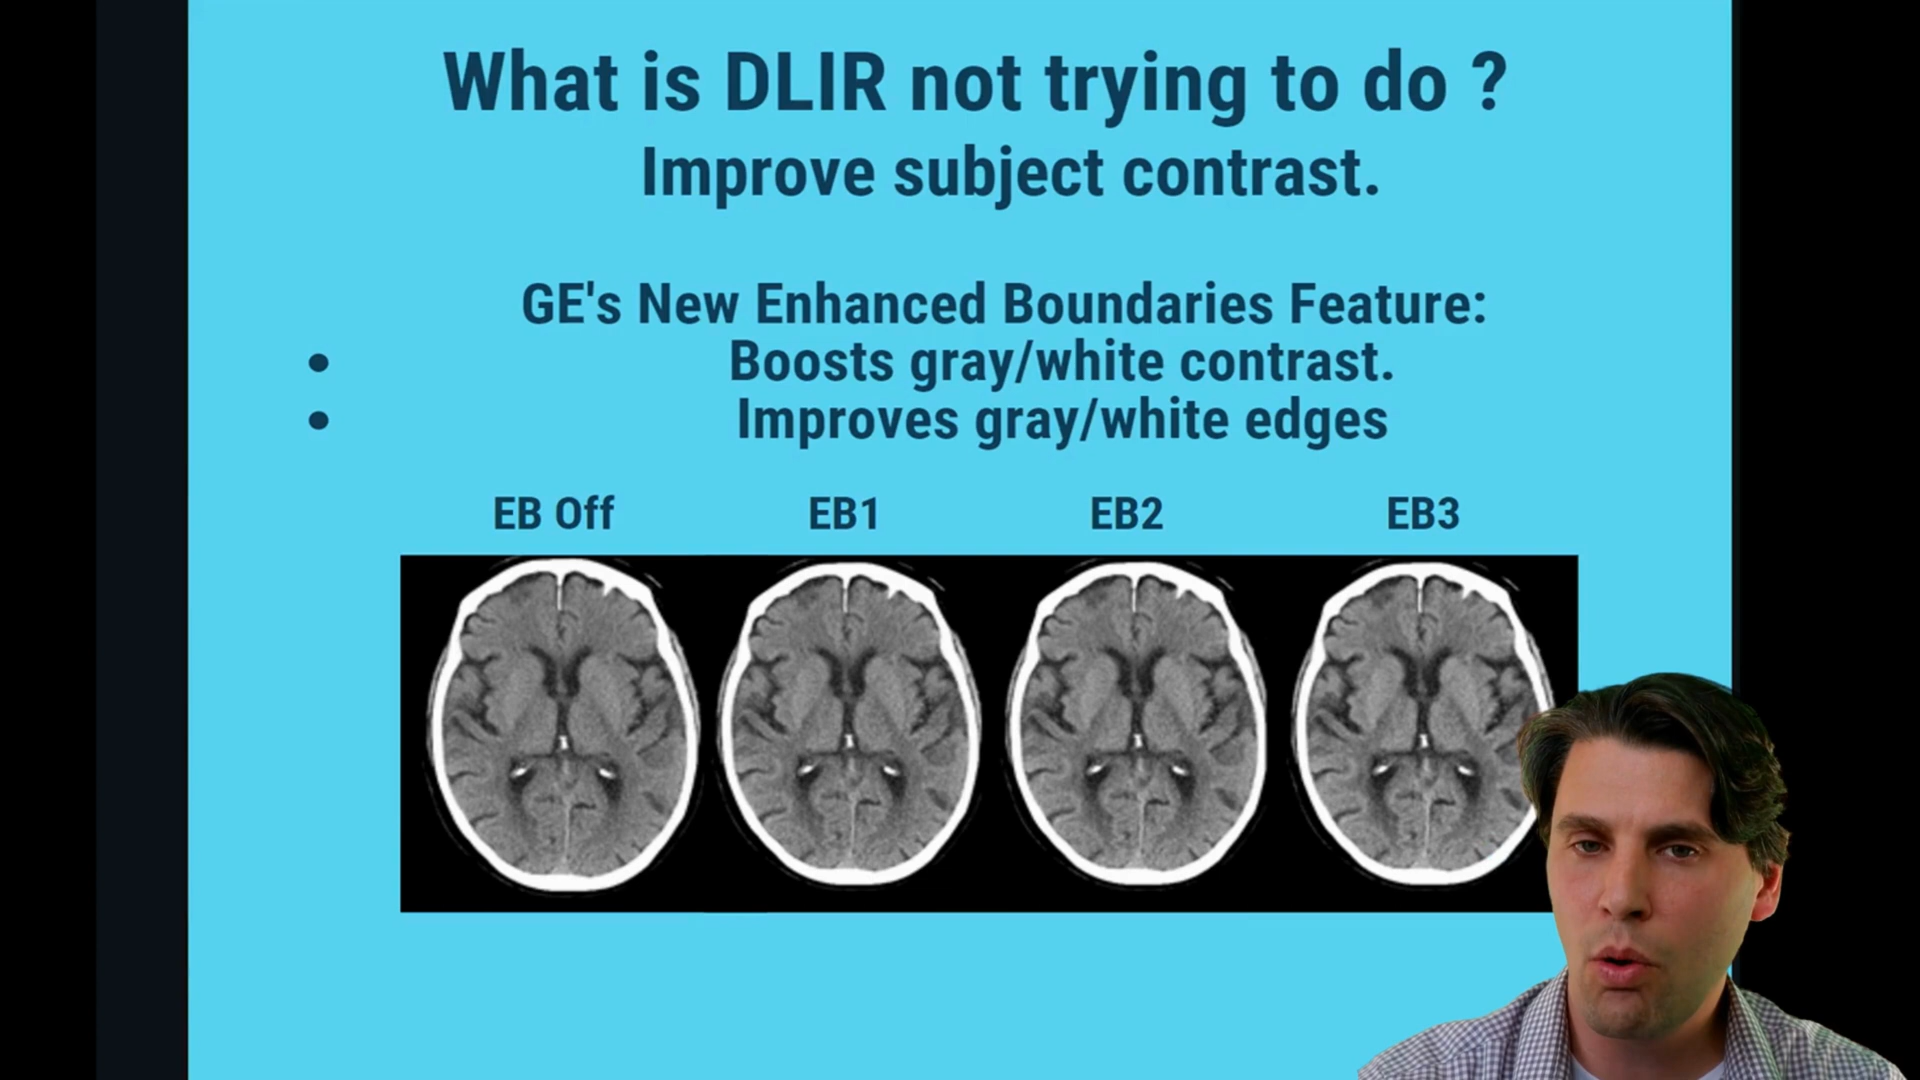 What is DLIR not trying to do ?
Improve subject contrast.
GE's New Enhanced Boundaries Feature:
• Boosts gray/white contrast.
• Improves gray/white edges
EB Off EB1 EB2 EB3